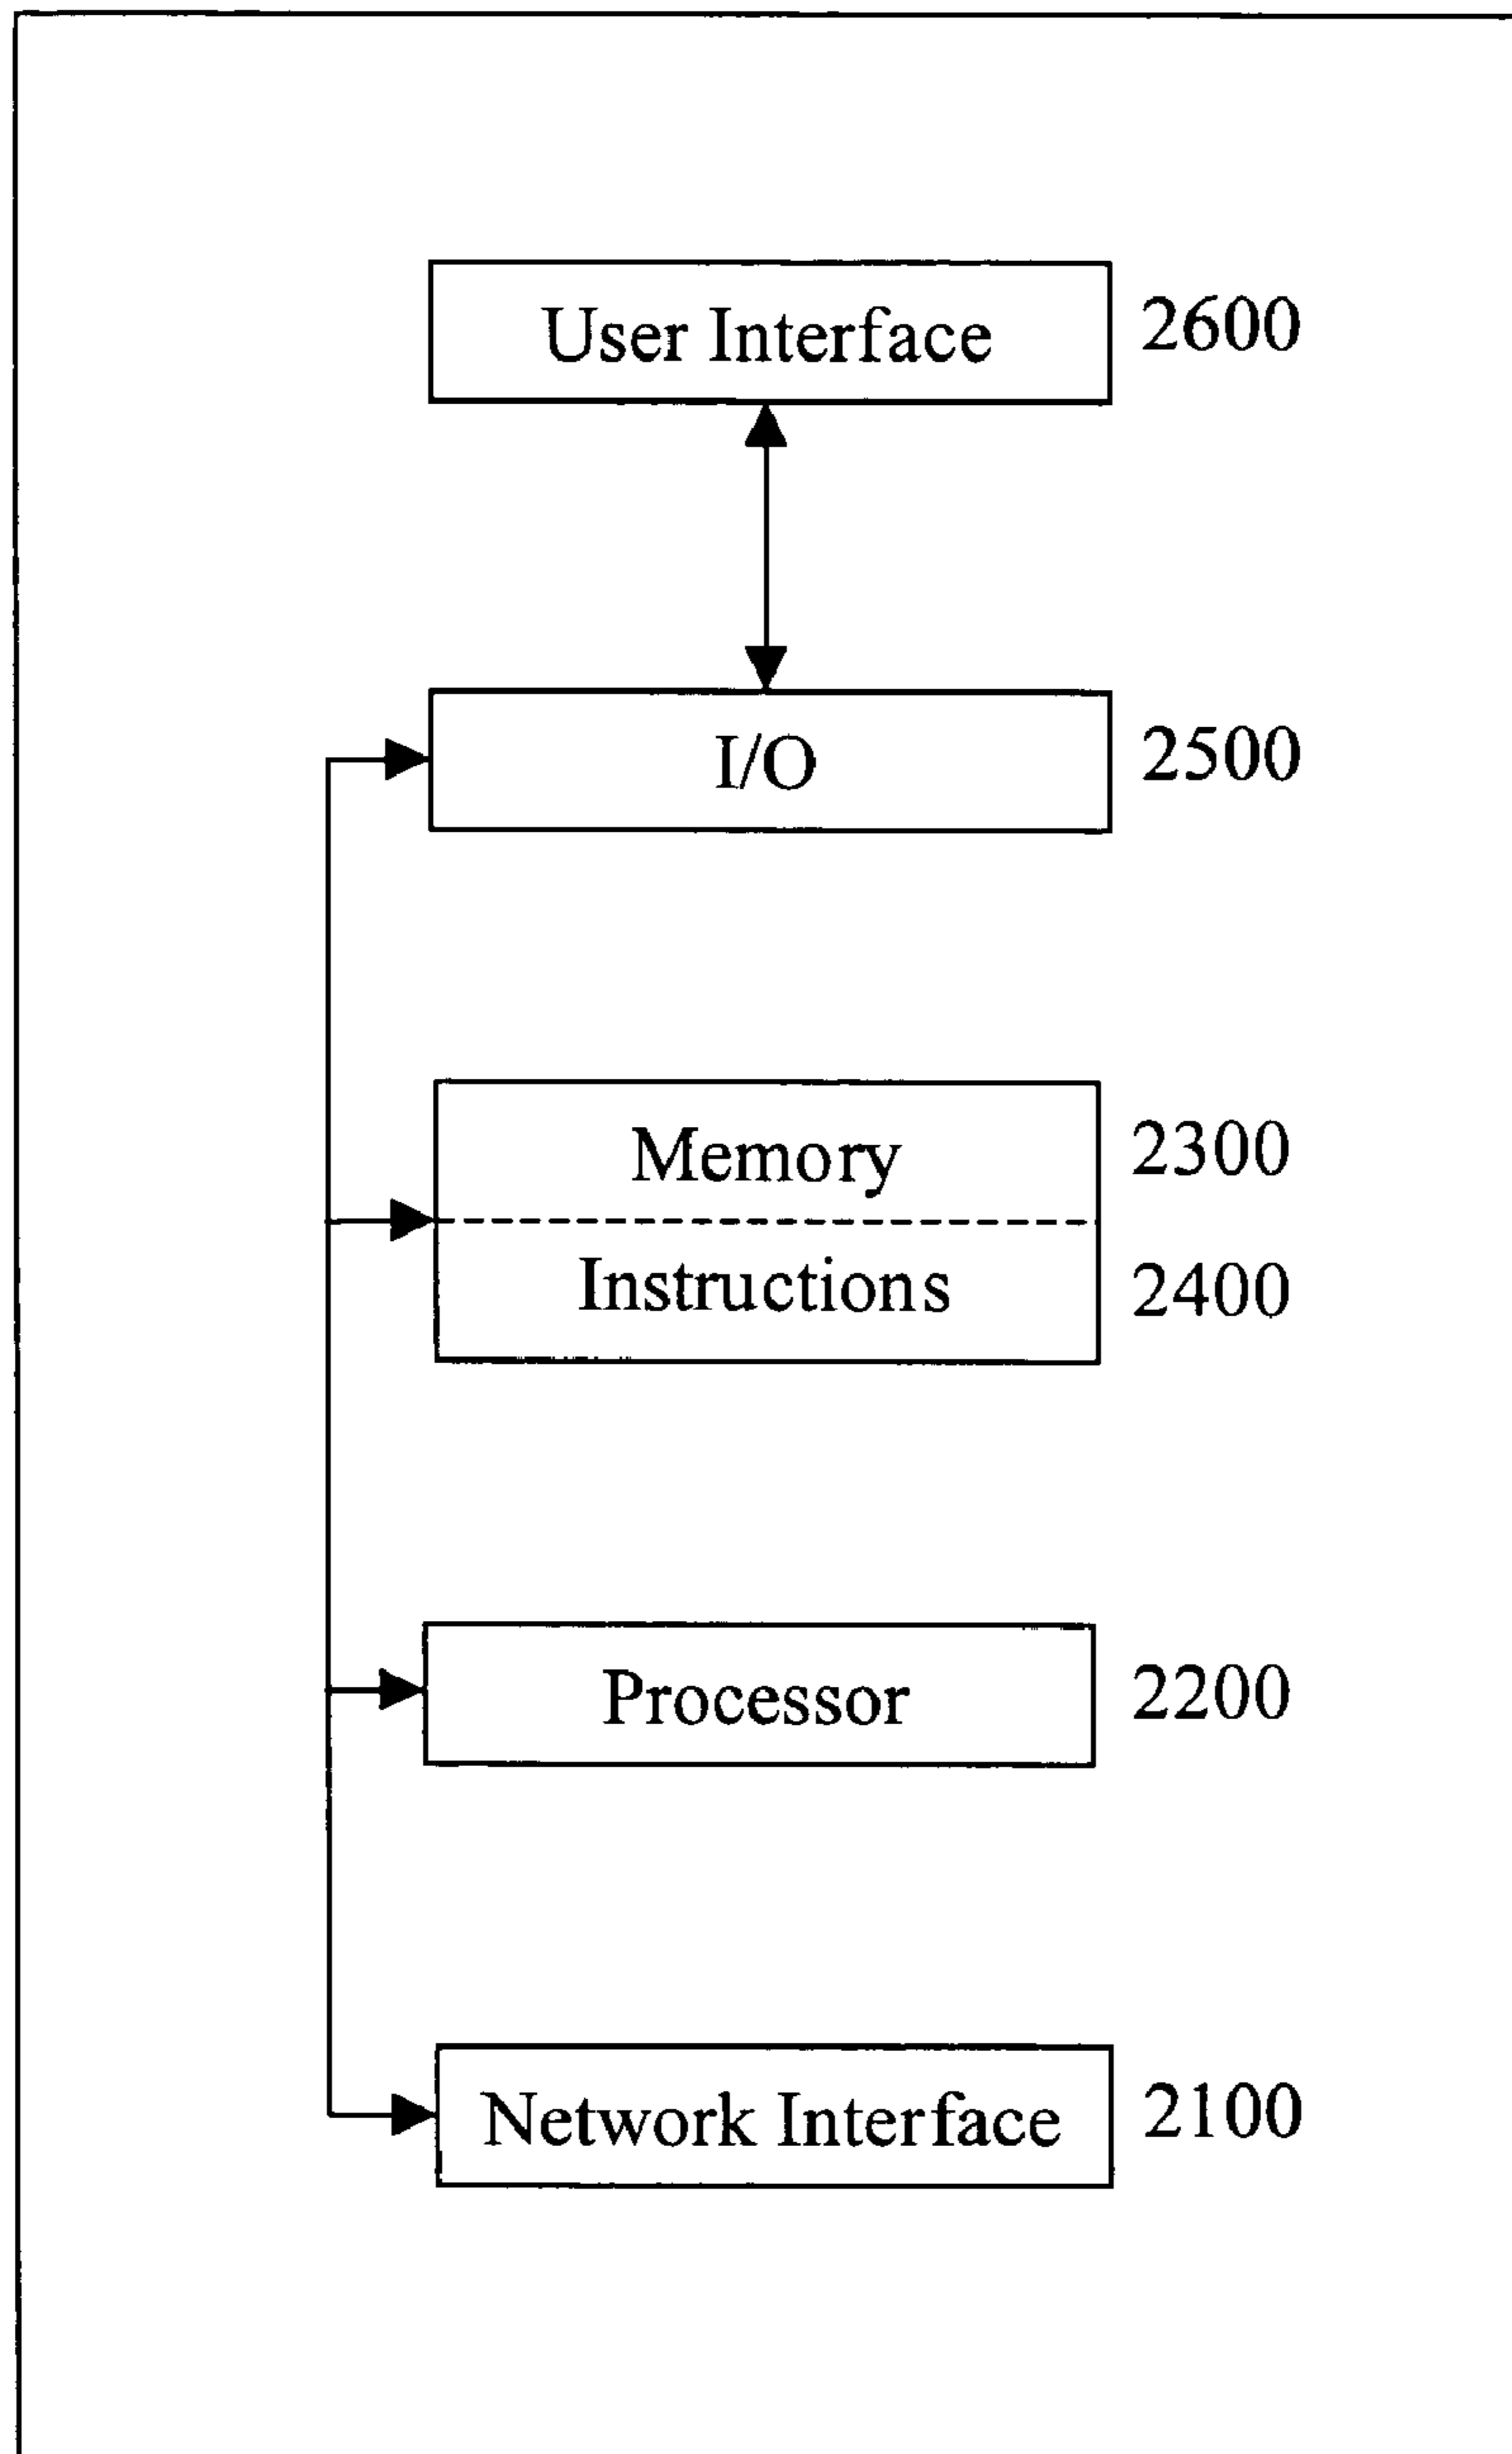 User Interface 2600
I/O 2500
Memory 2300
Instructions 2400
Processor 2200
Network Interface 2100